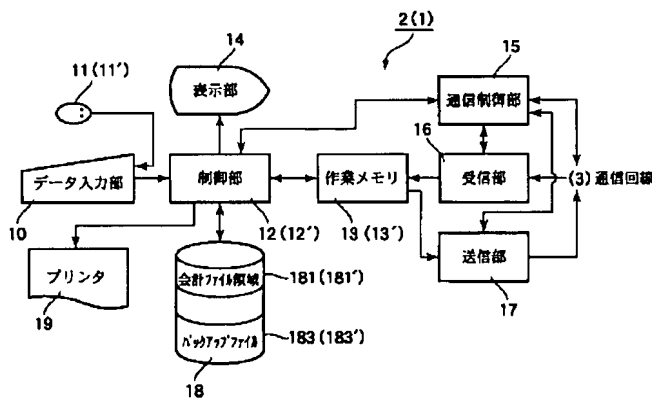 2(1)
14
15
11(11′)
表示部
通信制御部
16
データ入力部
制御部
作業メモリ
受信部
(3)通信回線
10
12(12′)
13(13′)
送信部
プリンタ
会計ファイル領域
181(181′)
17
19
バックアップファイル
183(183′)
18